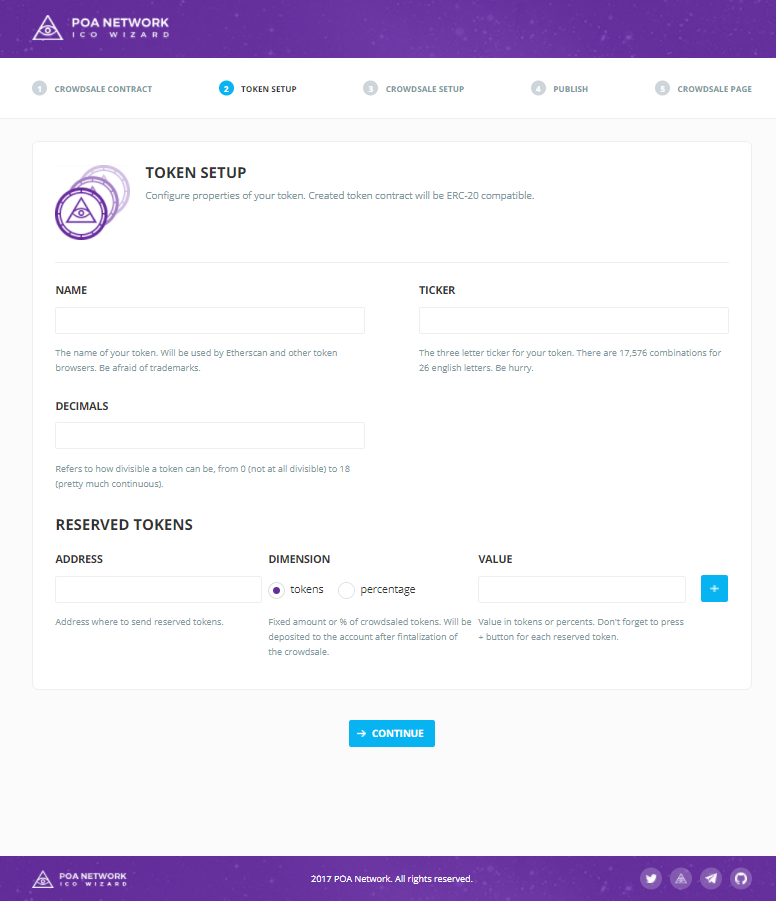 POA NETWORK
ICO WIZARD
1 CROWDSALE CONTRACT
2 TOKEN SETUP
3 CROWDSALE SETUP
4 PUBLISH
5 CROWDSALE PAGE
TOKEN SETUP
Configure properties of your token. Created token contract will be ERC-20 compatible.
NAME
The name of your token. Will be used by Etherscan and other token
browsers. Be afraid of trademarks.
TICKER
The three letter ticker for your token. There are 17,576 combinations for
26 english letters. Be hurry.
DECIMALS
Refers to how divisible a token can be, from 0 (not at all divisible) to 18
(pretty much continuous).
RESERVED TOKENS
ADDRESS
Address where to send reserved tokens.
DIMENSION
tokens
percentage
Fixed amount or % of crowdsaled tokens. Will be
deposited to the account after fintalization of
the crowdsale.
VALUE
+
Value in tokens or percents. Don't forget to press
+ button for each reserved token.
→ CONTINUE
POA NETWORK
ICO WIZARD
2017 POA Network. All rights reserved.